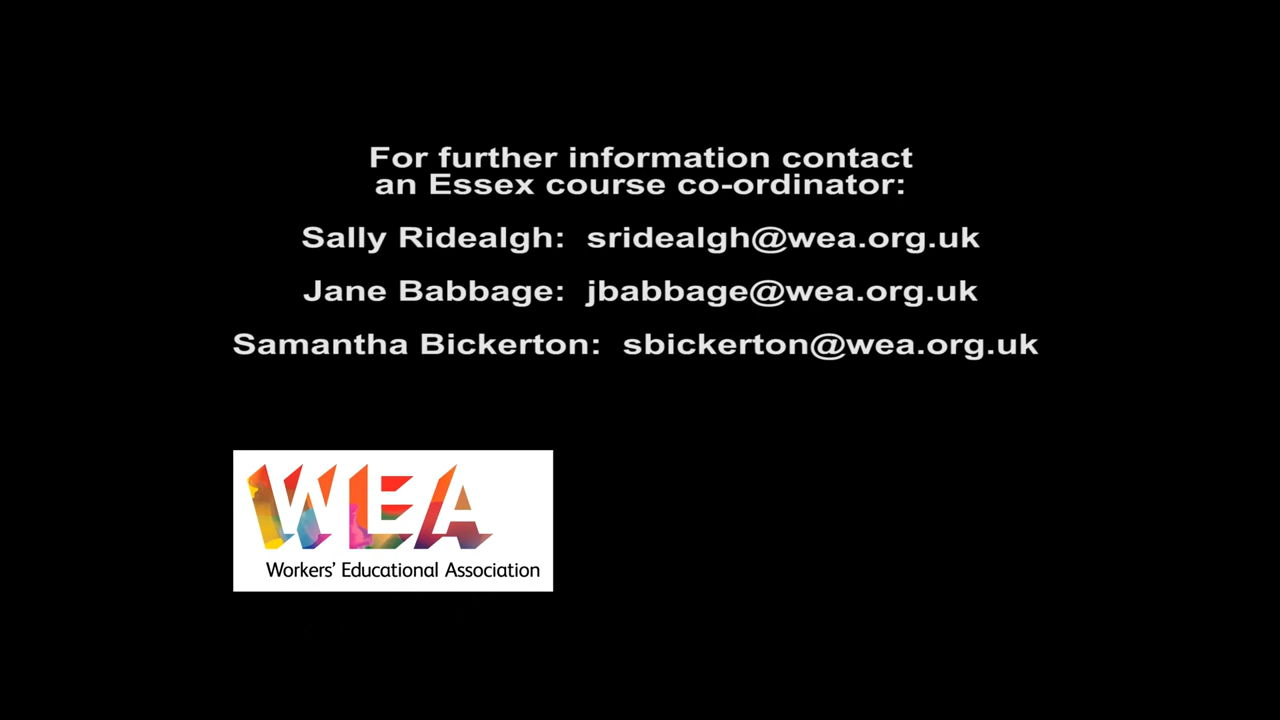 For further information contact
an Essex course co-ordinator:
Sally Ridealgh: sridealgh@wea.org.uk
Jane Babbage: jbabbage@wea.org.uk
Samantha Bickerton: sbickerton@wea.org.uk
WEA
Workers' Educational Association